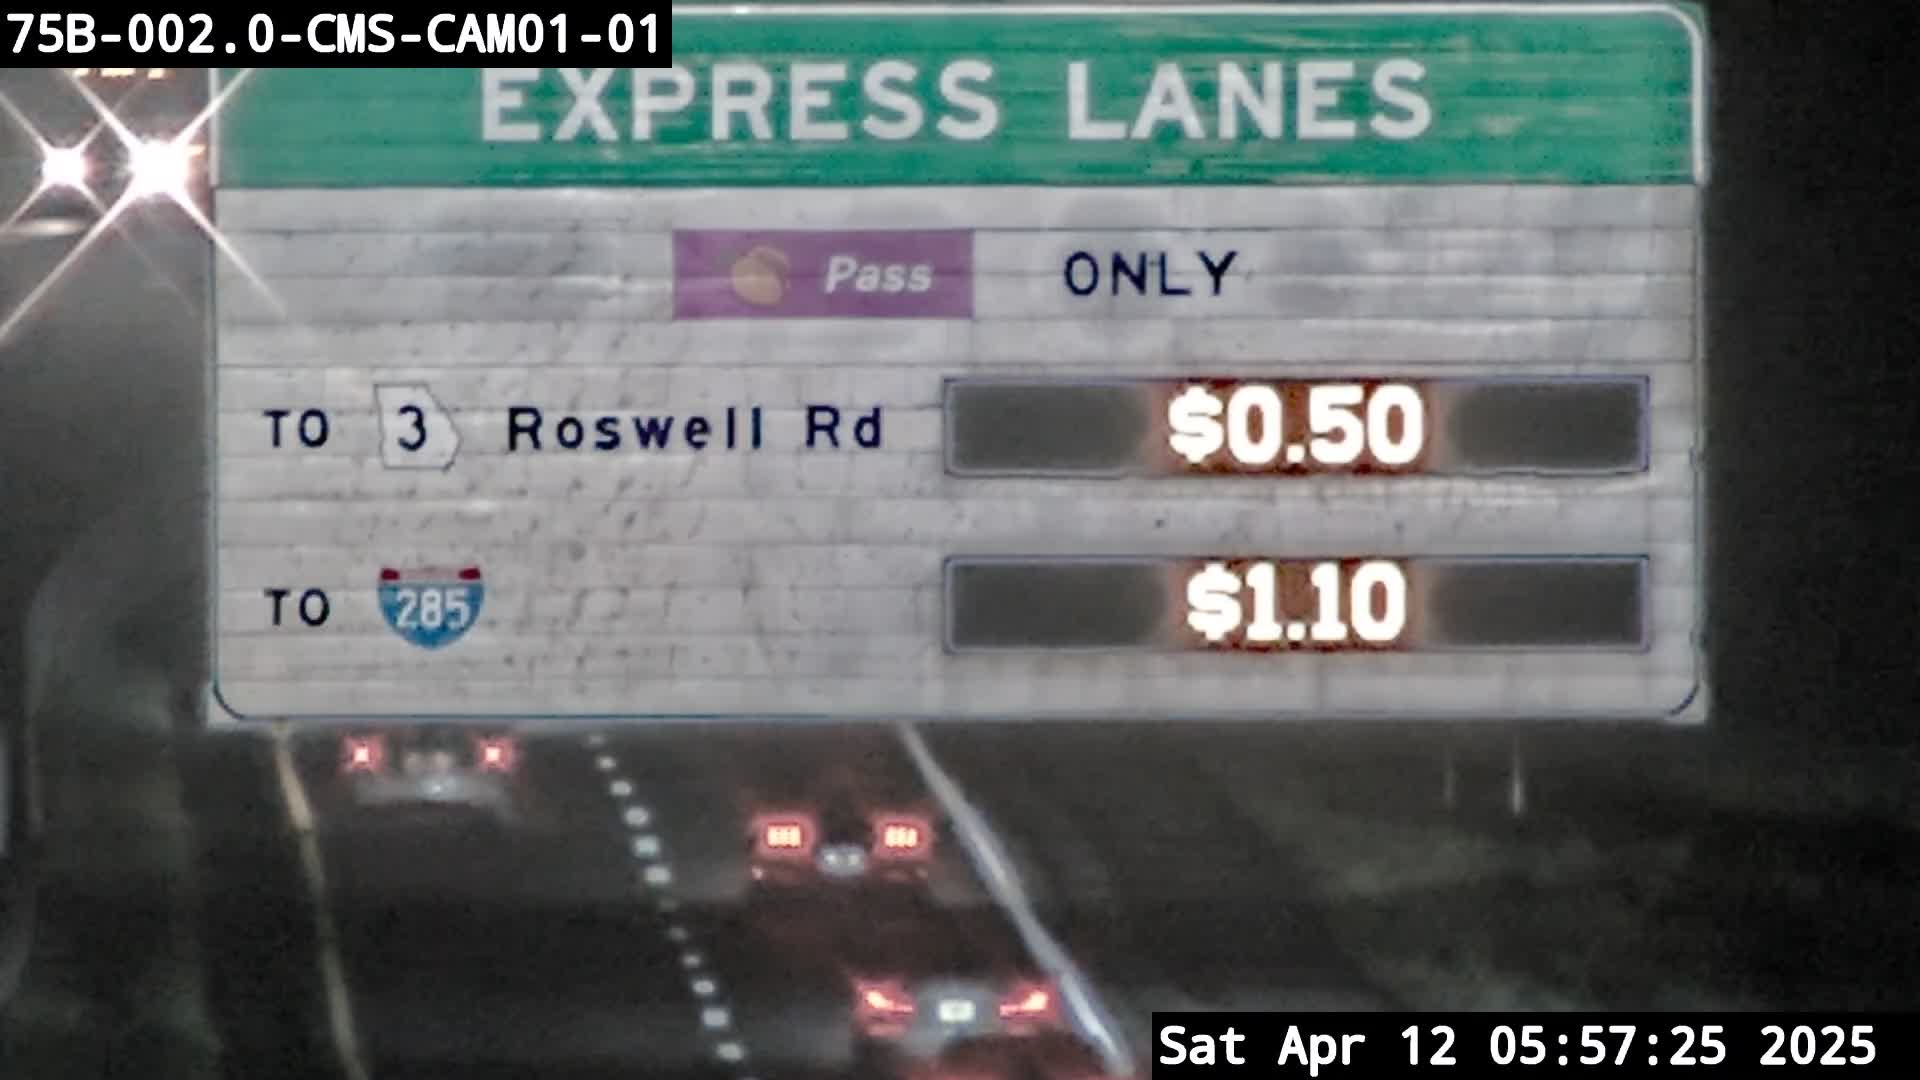 75B-002.0-CMS-CAM01-01
EXPRESS LANES
Pass ONLY
TO 3 Roswell Rd $0.50
TO 285 $1.10
Sat Apr 12 05:57:25 2025